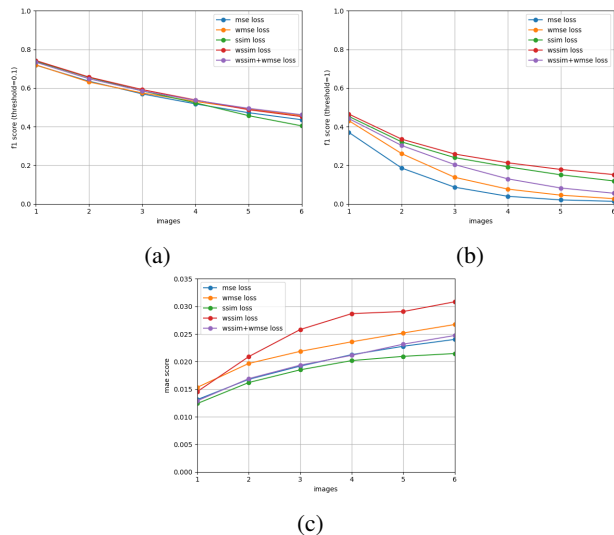 f1 score (threshold=0.1)
1.0
0.8
0.6
0.4
0.2
0.0
mse loss
wmse loss
ssim loss
wssim loss
wssim+wmse loss
1 2 3 4 5 6
images
(a)
f1 score (threshold=1)
1.0
0.8
0.6
0.4
0.2
0.0
mse loss
wmse loss
ssim loss
wssim loss
wssim+wmse loss
1 2 3 4 5 6
images
(b)
mae score
0.035
0.030
0.025
0.020
0.015
0.010
0.005
0.000
mse loss
wmse loss
ssim loss
wssim loss
wssim+wmse loss
1 2 3 4 5 6
images
(c)